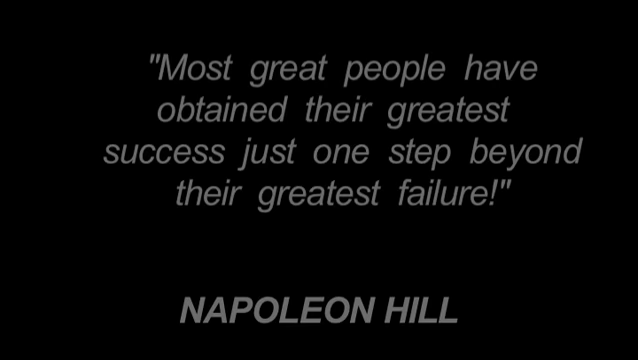 "Most great people have
obtained their greatest
success just one step beyond
their greatest failure!"
NAPOLEON HILL